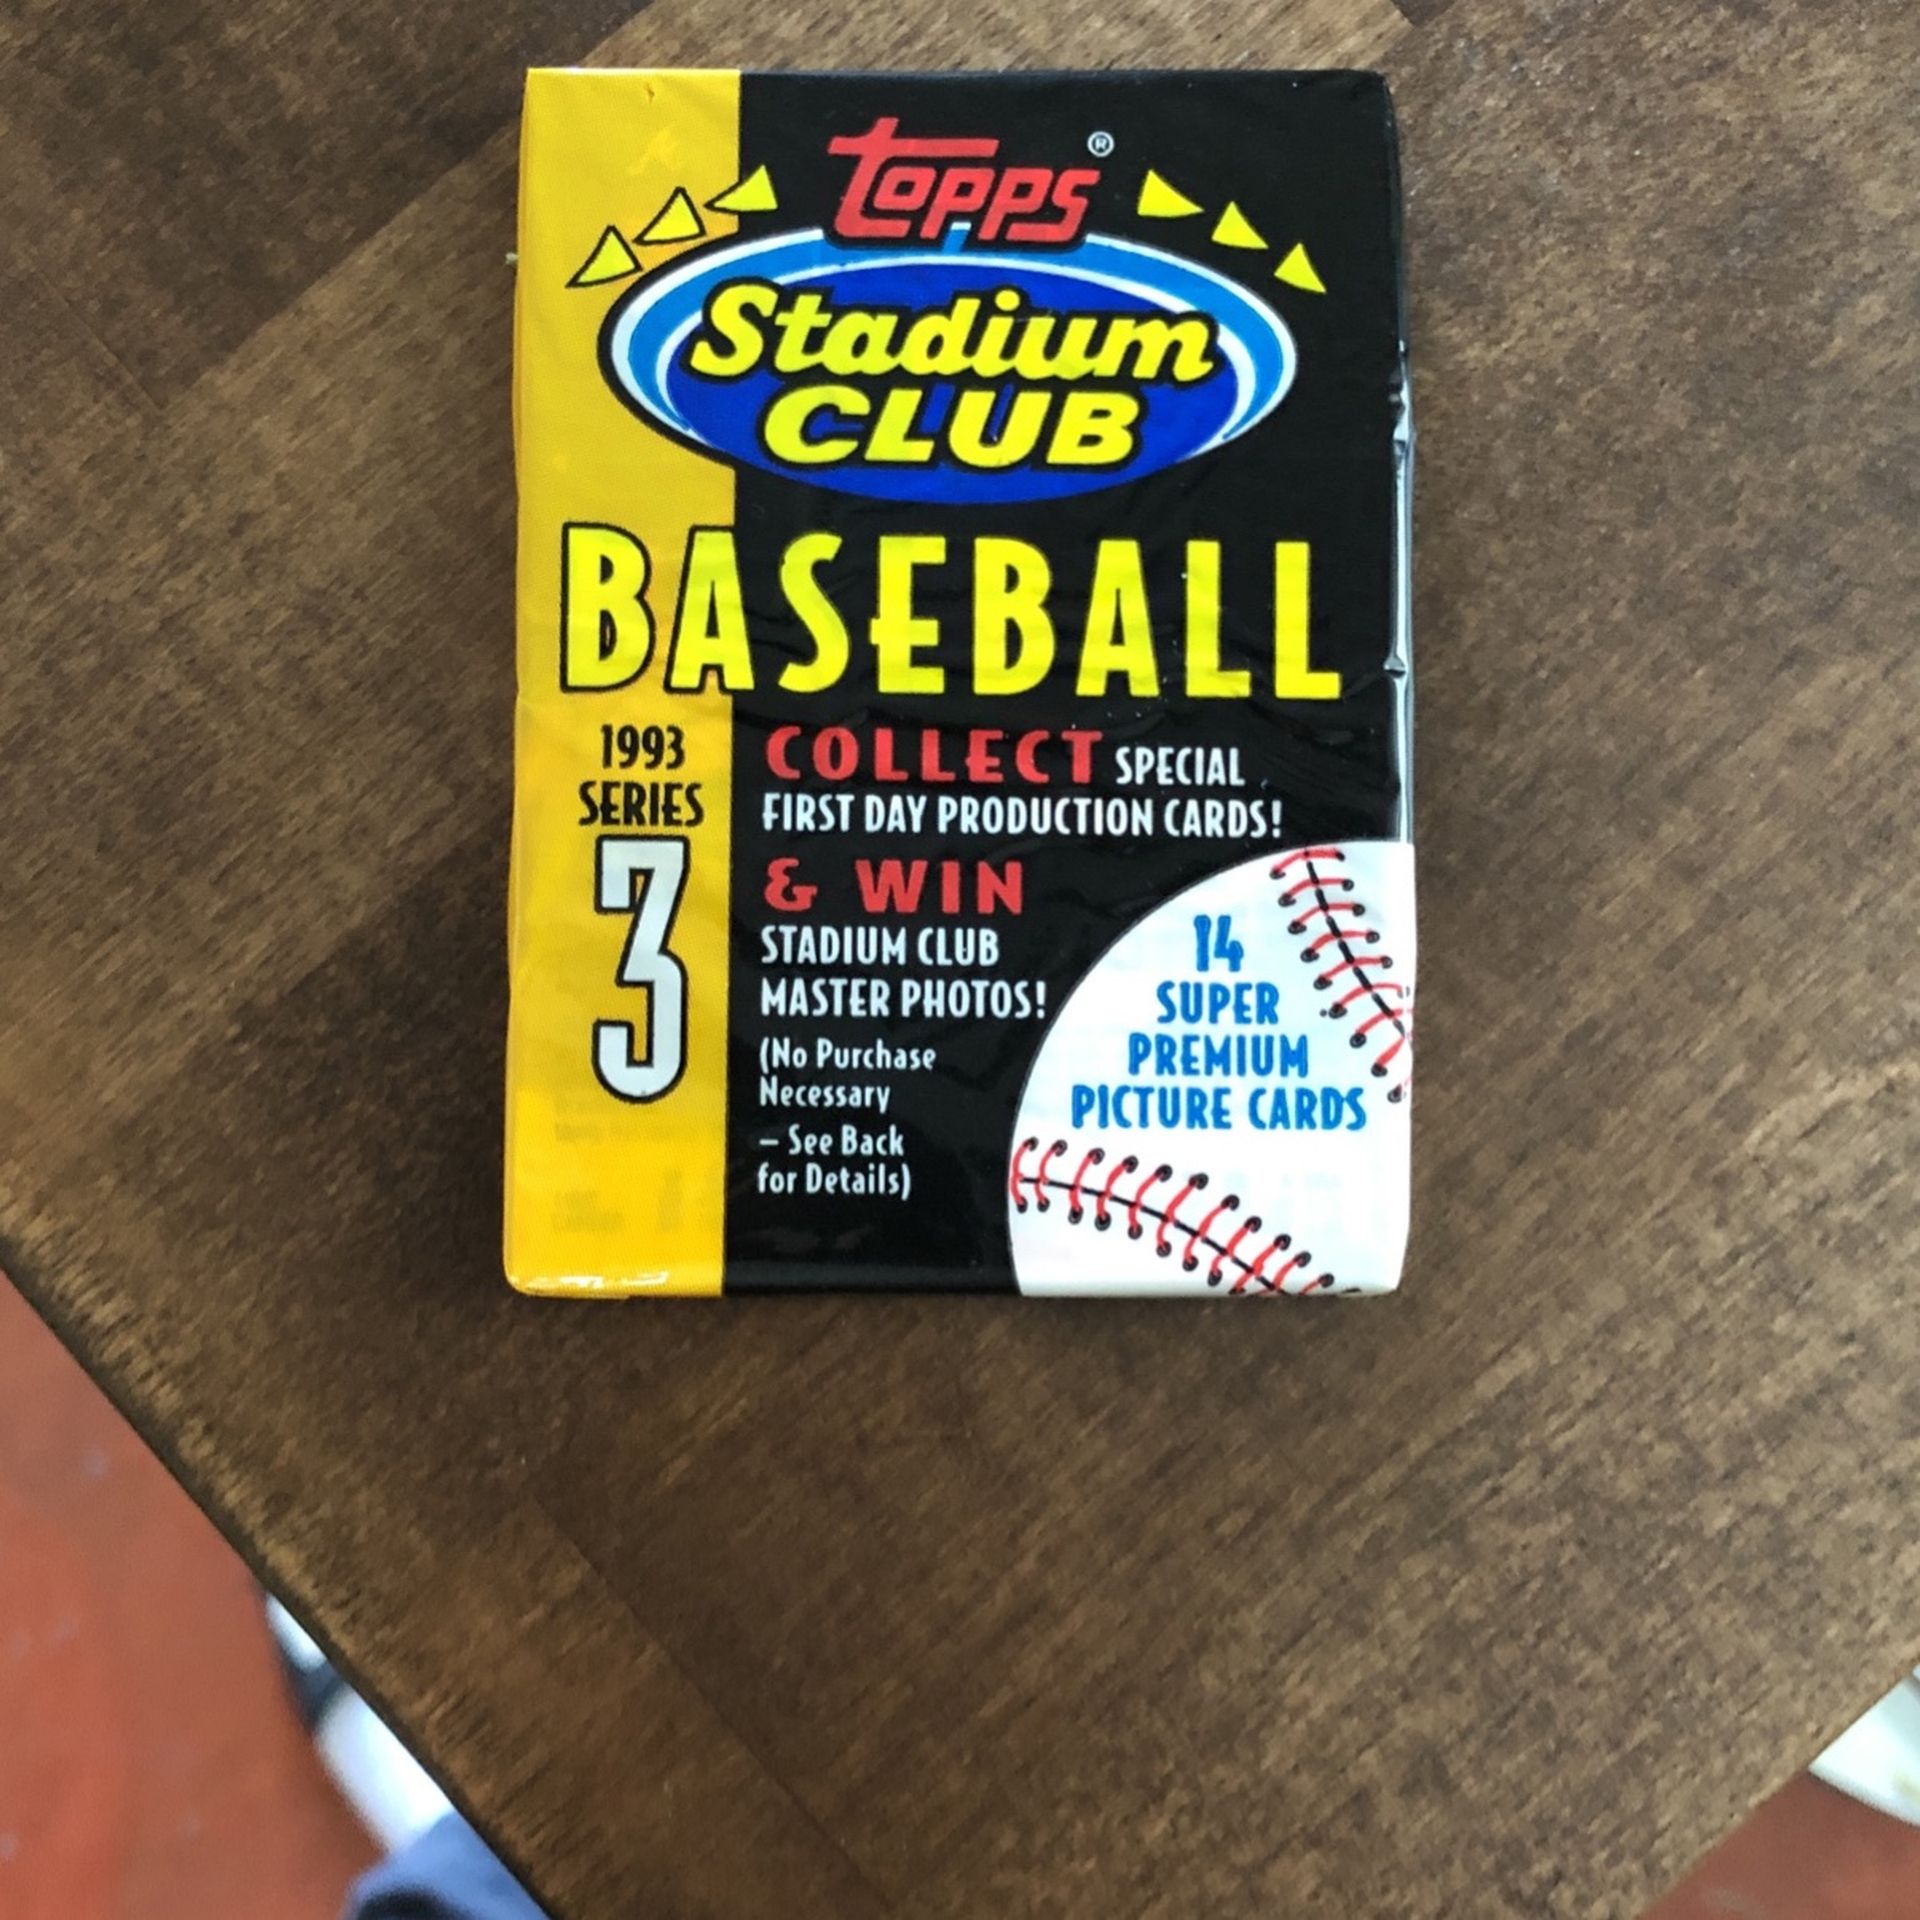 TOPPS®
Stadium
CLUB
BASEBALL
1993
SERIES
3
COLLECT SPECIAL
FIRST DAY PRODUCTION CARDS!
& WIN
STADIUM CLUB
MASTER PHOTOS!
(No Purchase
Necessary
– See Back
for Details)
14
SUPER
PREMIUM
PICTURE CARDS